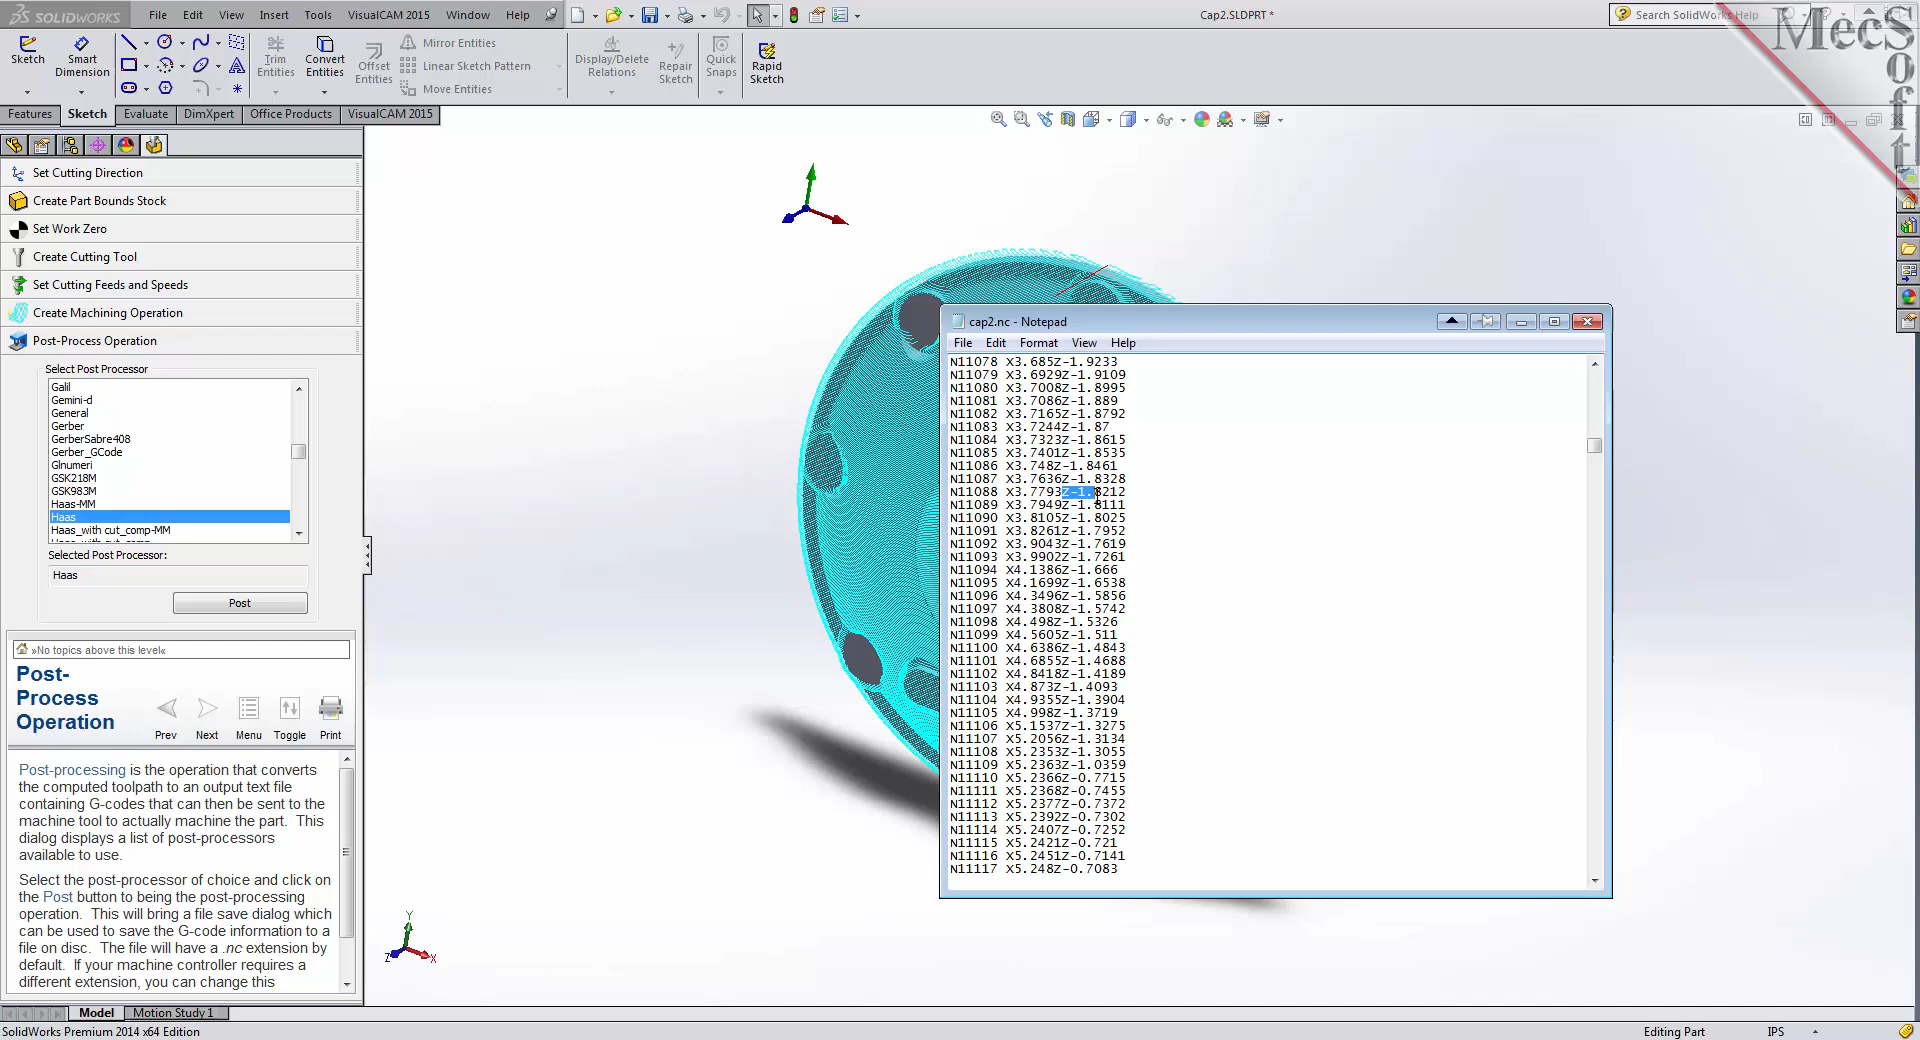 SOLIDWORKS File Edit View Insert Tools VisualCAM 2015 Window Help Cap2.SLDPRT * Search SolidWorks Help
MecSoft
Sketch
Smart Dimension
Trim Entities
Convert Entities
Offset Entities
Mirror Entities
Linear Sketch Pattern
Move Entities
Display/Delete Relations
Repair Sketch
Quick Snaps
Rapid Sketch
Features Sketch Evaluate DimXpert Office Products VisualCAM 2015
Set Cutting Direction
Create Part Bounds Stock
Set Work Zero
Create Cutting Tool
Set Cutting Feeds and Speeds
Create Machining Operation
Post-Process Operation
Select Post Processor
Galil
Gemini-d
General
Gerber
GerberSabre408
Gerber_GCode
Glnumeri
GSK218M
GSK983M
Haas-MM
Haas
Haas_with cut_comp-MM
Selected Post Processor:
Haas
Post
»No topics above this level«
Post-
Process
Operation
Prev Next Menu Toggle Print
Post-processing is the operation that converts
the computed toolpath to an output text file
containing G-codes that can then be sent to the
machine tool to actually machine the part. This
dialog displays a list of post-processors
available to use.
Select the post-processor of choice and click on
the Post button to being the post-processing
operation. This will bring a file save dialog which
can be used to save the G-code information to a
file on disc. The file will have a .nc extension by
default. If your machine controller requires a
different extension, you can change this
cap2.nc - Notepad
File Edit Format View Help
N11078 X3.685Z-1.9233
N11079 X3.6929Z-1.9109
N11080 X3.7008Z-1.8995
N11081 X3.7086Z-1.889
N11082 X3.7165Z-1.8792
N11083 X3.7244Z-1.87
N11084 X3.7323Z-1.8615
N11085 X3.7401Z-1.8535
N11086 X3.748Z-1.8461
N11087 X3.7636Z-1.8328
N11088 X3.7793Z-1.8212
N11089 X3.7949Z-1.8111
N11090 X3.8105Z-1.8025
N11091 X3.8261Z-1.7952
N11092 X3.9043Z-1.7619
N11093 X3.9902Z-1.7261
N11094 X4.1386Z-1.666
N11095 X4.1699Z-1.6538
N11096 X4.3496Z-1.5856
N11097 X4.3808Z-1.5742
N11098 X4.498Z-1.5326
N11099 X4.5605Z-1.511
N11100 X4.6386Z-1.4843
N11101 X4.6855Z-1.4688
N11102 X4.8418Z-1.4189
N11103 X4.873Z-1.4093
N11104 X4.9355Z-1.3904
N11105 X4.998Z-1.3719
N11106 X5.1537Z-1.3275
N11107 X5.2056Z-1.3134
N11108 X5.2353Z-1.3055
N11109 X5.2363Z-1.0359
N11110 X5.2366Z-0.7715
N11111 X5.2368Z-0.7455
N11112 X5.2377Z-0.7372
N11113 X5.2392Z-0.7302
N11114 X5.2407Z-0.7252
N11115 X5.2421Z-0.721
N11116 X5.2451Z-0.7141
N11117 X5.248Z-0.7083
Y
Z
X
Model Motion Study 1
SolidWorks Premium 2014 x64 Edition Editing Part IPS